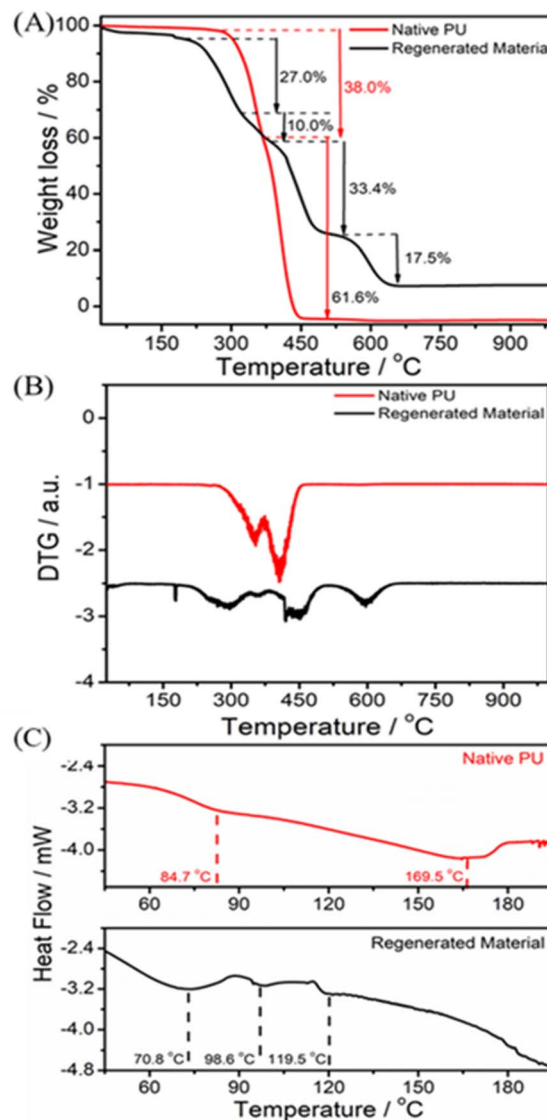 (A)
100
80
60
40
20
0
Weight loss / %
Native PU
Regenerated Material
27.0%
38.0%
10.0%
33.4%
17.5%
61.6%
150 300 450 600 750 900
Temperature / °C
(B)
0
-1
-2
-3
-4
DTG / a.u.
Native PU
Regenerated Material
150 300 450 600 750 900
Temperature / °C
(C)
-2.4
-3.2
-4.0
Native PU
84.7 °C
169.5 °C
60 90 120 150 180
Heat Flow / mW
-2.4
-3.2
-4.0
-4.8
Regenerated Material
70.8 °C
98.6 °C
119.5 °C
60 90 120 150 180
Temperature / °C